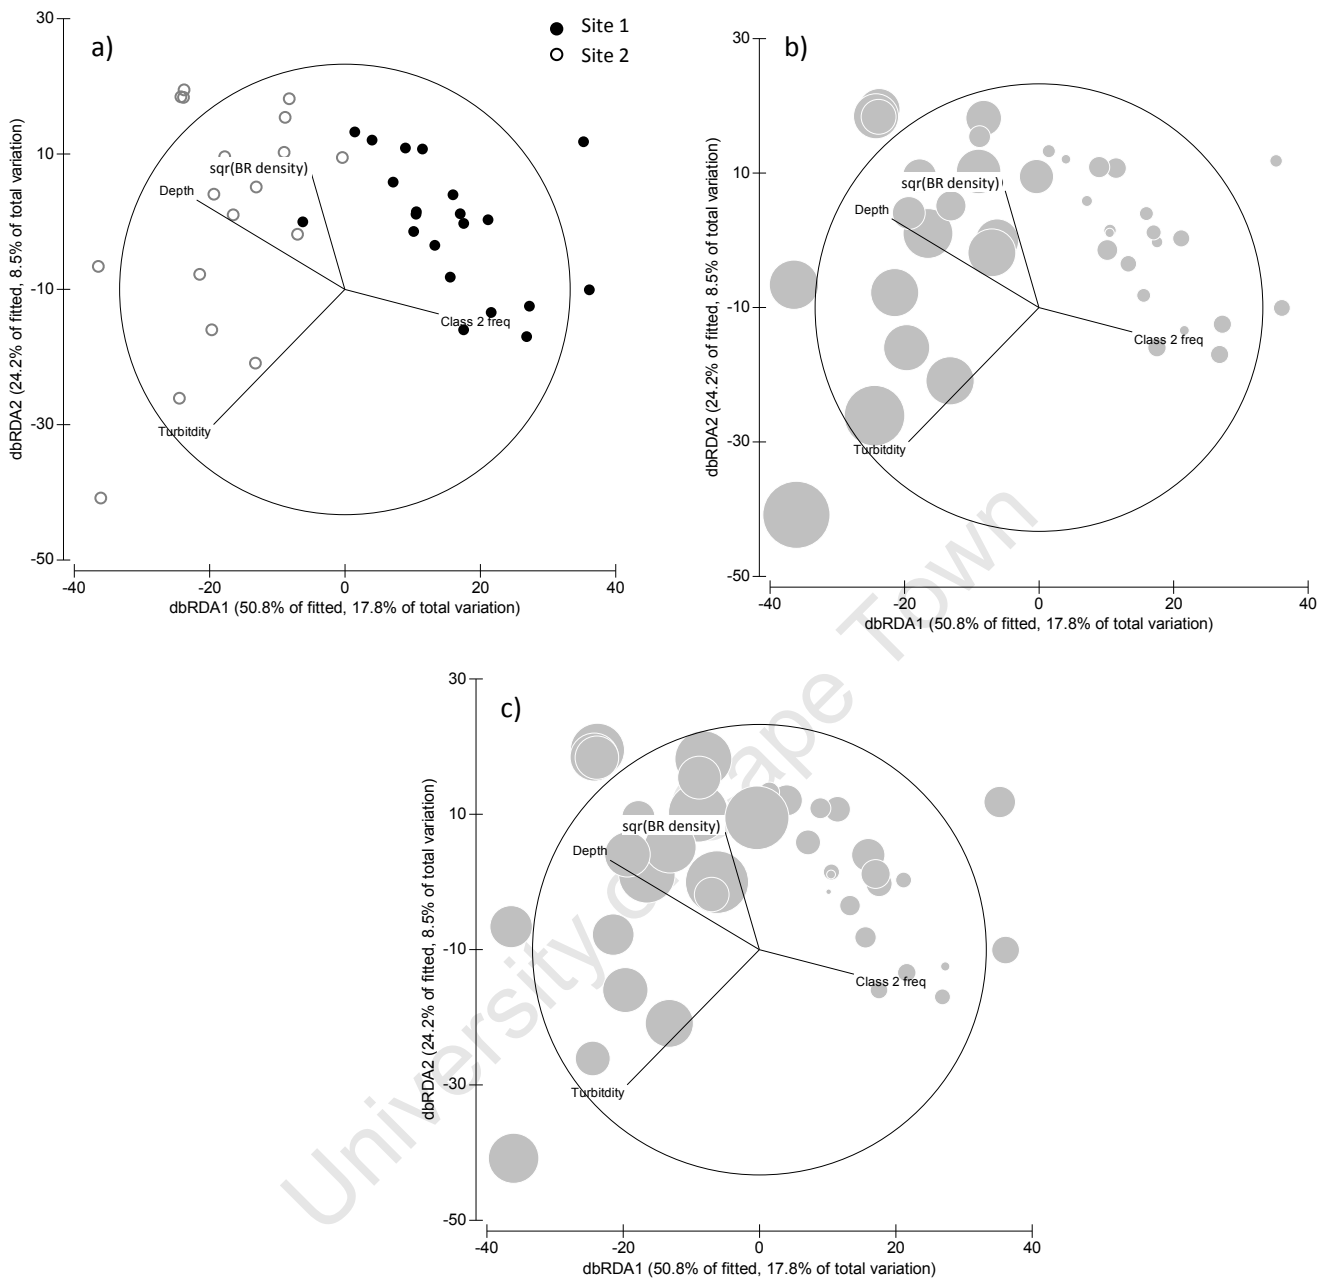 a)
Site 1
Site 2
30
10
-10
-30
-50
dbRDA2 (24.2% of fitted, 8.5% of total variation)
sqr(BR density)
Depth
Class 2 freq
Turbitdity
-40
-20
0
20
40
dbRDA1 (50.8% of fitted, 17.8% of total variation)
b)
30
10
-10
-30
-50
dbRDA2 (24.2% of fitted, 8.5% of total variation)
sqr(BR density)
Depth
Class 2 freq
Turbitdity
-40
-20
0
20
40
dbRDA1 (50.8% of fitted, 17.8% of total variation)
c)
30
10
-10
-30
-50
dbRDA2 (24.2% of fitted, 8.5% of total variation)
sqr(BR density)
Depth
Class 2 freq
Turbitdity
-40
-20
0
20
40
dbRDA1 (50.8% of fitted, 17.8% of total variation)
University of Cape Town